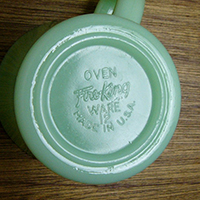 OVEN
Fire-King
WARE
12
MADE IN U.S.A.